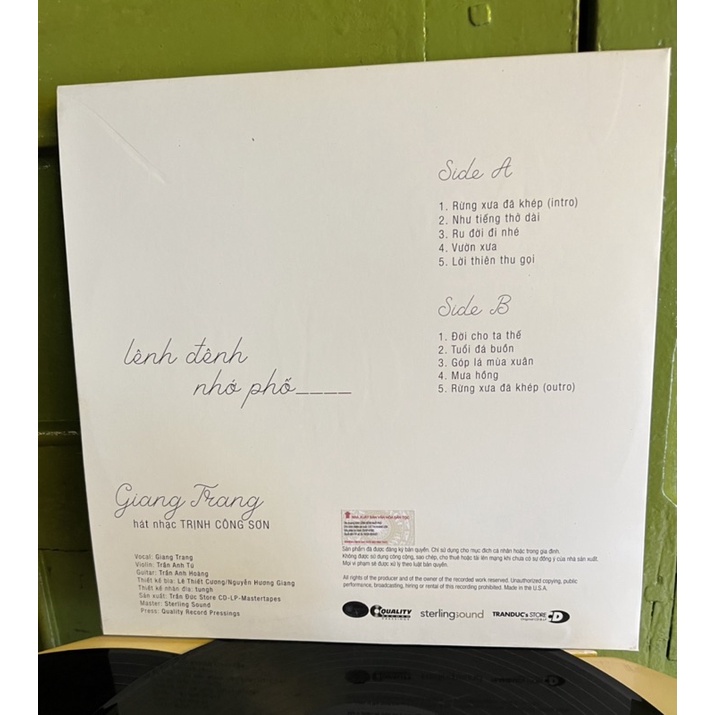 Side A
1. Rừng xưa đã khép (intro)
2. Như tiếng thở dài
3. Ru đời đi nhé
4. Vườn xưa
5. Lời thiên thu gọi
Side B
1. Đời cho ta thế
2. Tuổi đá buồn
3. Góp lá mùa xuân
4. Mưa hồng
5. Rừng xưa đã khép (outro)
lênh đênh
nhớ phố____
Giang Trang
hát nhạc TRỊNH CÔNG SƠN
Vocal: Giang Trang
Violin: Trần Anh Tú
Guitar: Trần Anh Hoàng
Thiết kế bìa: Lê Thiết Cương/Nguyễn Hương Giang
Thiết kế nhãn đĩa: tungh
Sản xuất: Trần Đức Store CD-LP-Mastertapes
Master: Sterling Sound
Press: Quality Record Pressings
Sản phẩm đã được đăng ký bản quyền. Chỉ sử dụng cho mục đích cá nhân hoặc trong gia đình.
Không được sử dụng công cộng, sao chép, cho thuê hoặc tải lên mạng khi chưa có sự đồng ý của nhà sản xuất.
Mọi vi phạm sẽ được xử lý theo luật bản quyền.
All rights of the producer and of the owner of the recorded work reserved. Unauthorized copying, public
performance, broadcasting, hiring or rental of this recording prohibited. Made in the U.S.A.
QUALITY
RECORD
PRESSINGS
sterlingsound
TRANDUC's STORE